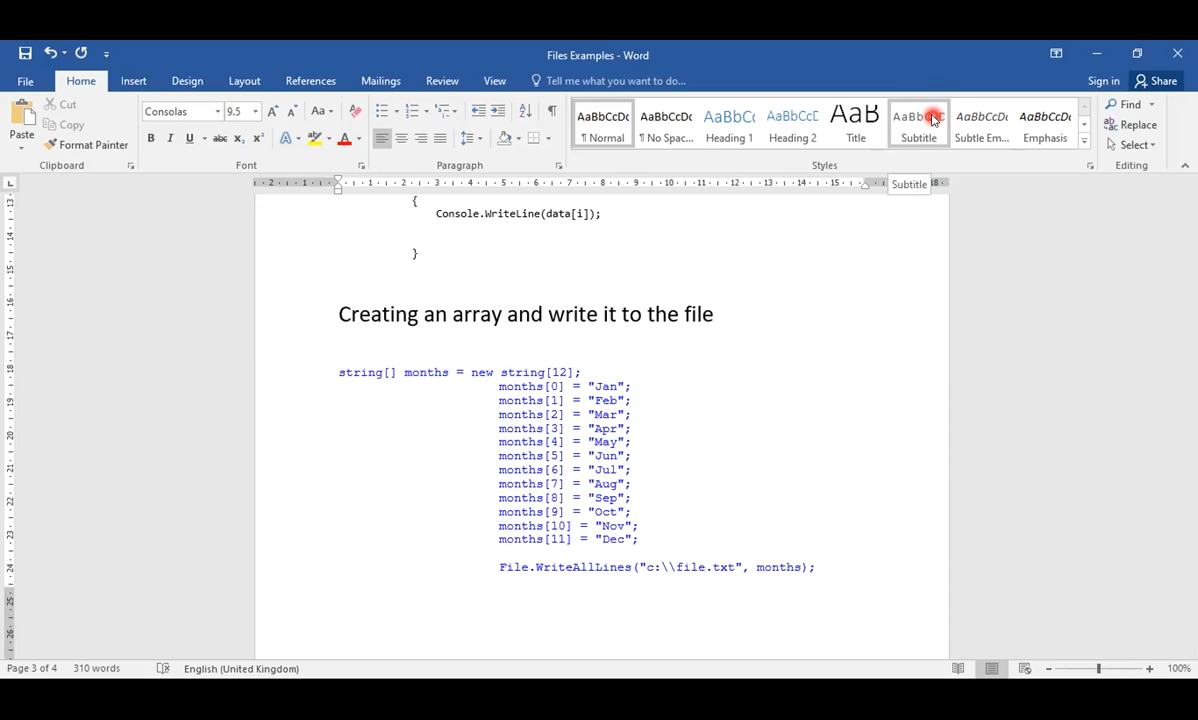 Files Examples - Word
File Home Insert Design Layout References Mailings Review View Tell me what you want to do... Sign in Share
Paste Cut Copy Format Painter
Clipboard
Consolas 9.5
B I U abc X₂ X² A A
Font
Paragraph
AaBbCcDc AaBbCcDc AaBbC AaBbCcD AaB AaBbCcDc AaBbCcDc
¶ Normal ¶ No Spac... Heading 1 Heading 2 Title Subtitle Subtle Em... Emphasis
Styles
Find
Replace
Select
Editing
Subtitle
{
Console.WriteLine(data[i]);
}
Creating an array and write it to the file
string[] months = new string[12];
months[0] = "Jan";
months[1] = "Feb";
months[2] = "Mar";
months[3] = "Apr";
months[4] = "May";
months[5] = "Jun";
months[6] = "Jul";
months[7] = "Aug";
months[8] = "Sep";
months[9] = "Oct";
months[10] = "Nov";
months[11] = "Dec";
File.WriteAllLines("c:\\file.txt", months);
Page 3 of 4 310 words English (United Kingdom) 100%